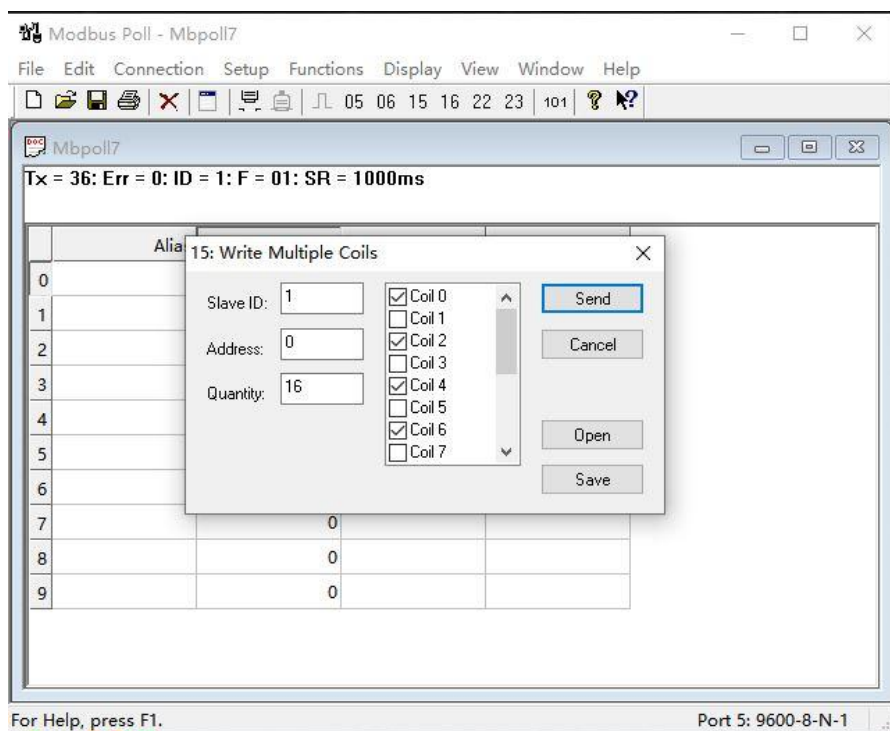 Modbus Poll - Mbpoll7
File Edit Connection Setup Functions Display View Window Help
05 06 15 16 22 23 101
Mbpoll7
Tx = 36: Err = 0: ID = 1: F = 01: SR = 1000ms
Alia
15: Write Multiple Coils
Slave ID: 1
Address: 0
Quantity: 16
Coil 0
Coil 1
Coil 2
Coil 3
Coil 4
Coil 5
Coil 6
Coil 7
Send
Cancel
Open
Save
0
1
2
3
4
5
6
7 0
8 0
9 0
For Help, press F1. Port 5: 9600-8-N-1